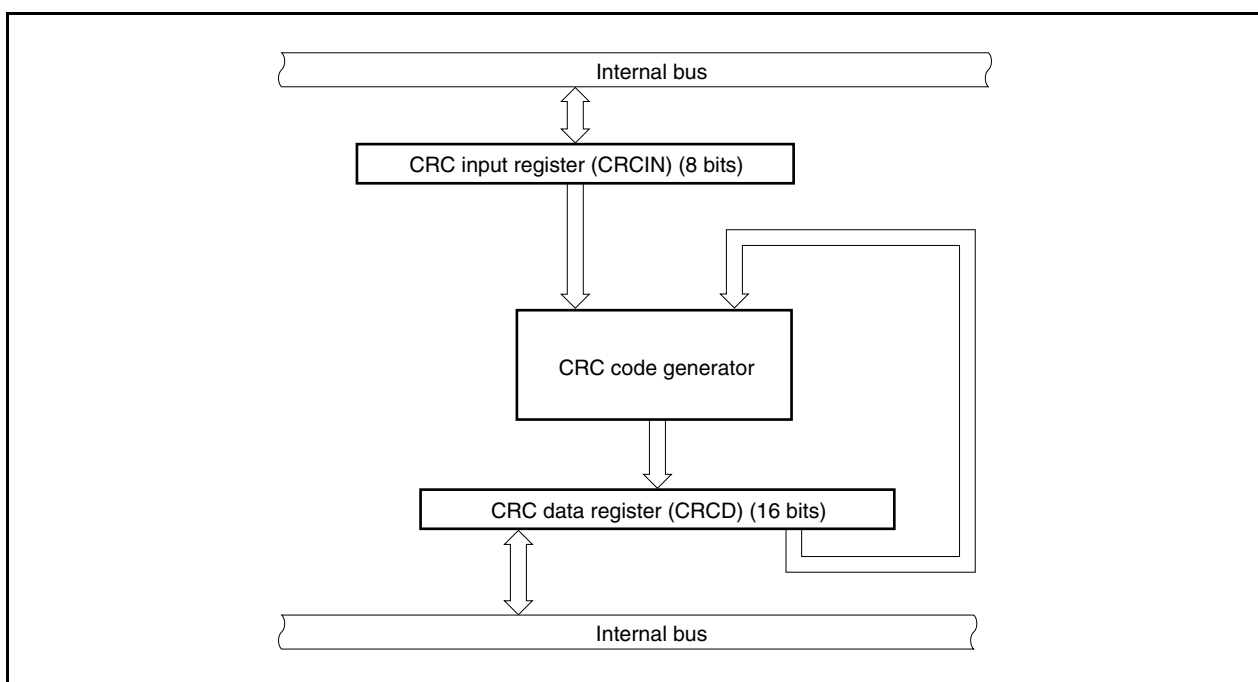 Internal bus
CRC input register (CRCIN) (8 bits)
CRC code generator
CRC data register (CRCD) (16 bits)
Internal bus